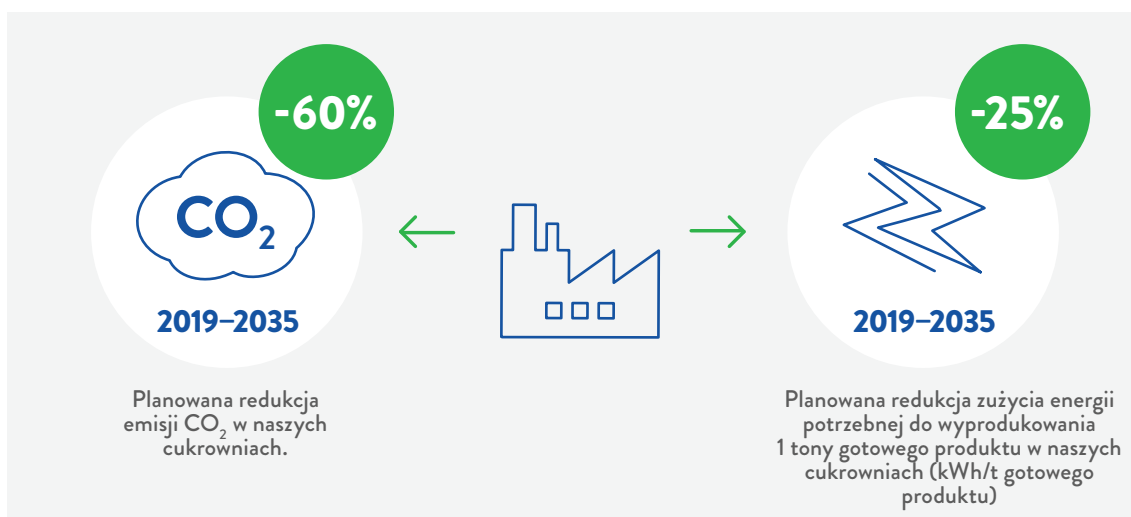 -60%
CO₂
2019–2035
Planowana redukcja
emisji CO₂ w naszych
cukrowniach.
-25%
2019–2035
Planowana redukcja zużycia energii
potrzebnej do wyprodukowania
1 tony gotowego produktu w naszych
cukrowniach (kWh/t gotowego
produktu)